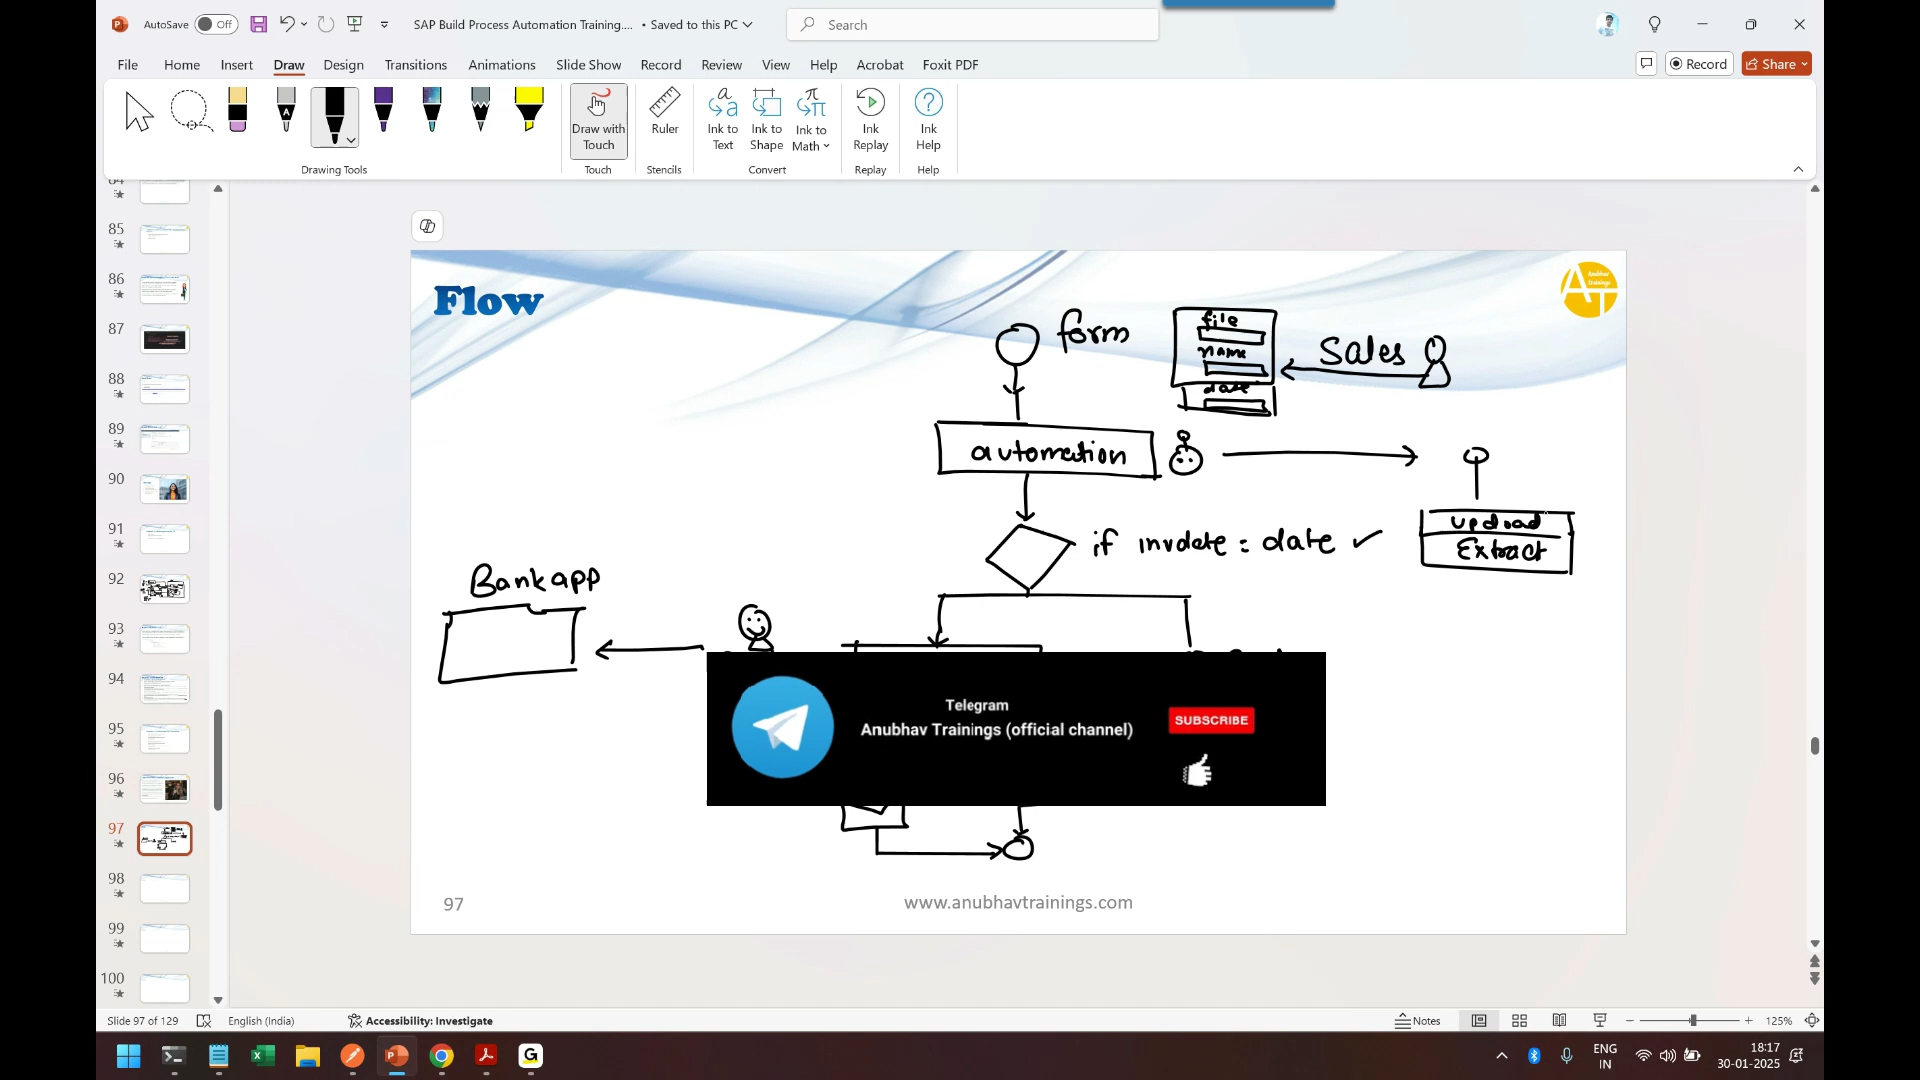 AutoSave Off SAP Build Process Automation Training.... • Saved to this PC Search
File Home Insert Draw Design Transitions Animations Slide Show Record Review View Help Acrobat Foxit PDF Record Share
Draw with Touch
Ruler
Ink to Text
Ink to Shape
Ink to Math
Ink Replay
Ink Help
Drawing Tools Touch Stencils Convert Replay Help
85
86
87
88
89
90
91
92
93
94
95
96
97
98
99
100
Flow
Anubhav Trainings
AT
form
file
name
date
Sales
automation
if invdate = date
upload
Extract
Bank app
Telegram
Anubhav Trainings (official channel)
SUBSCRIBE
97
www.anubhavtrainings.com
Slide 97 of 129 English (India) Accessibility: Investigate Notes 125%
ENG IN
18:17
30-01-2025